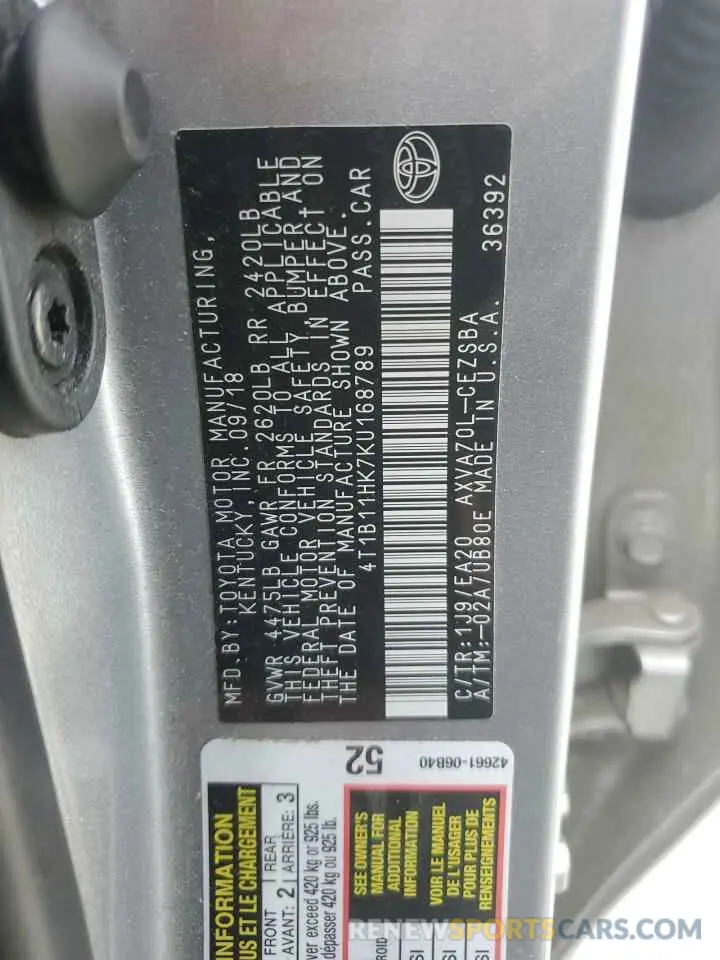 MFD.BY:TOYOTA MOTOR MANUFACTURING,
KENTUCKY, INC.09/18
GVWR 4475LB GAWR FR 2620LB RR 2420LB
THIS VEHICLE CONFORMS TO ALL APPLICABLE
FEDERAL MOTOR VEHICLE SAFETY, BUMPER,AND
THEFT PREVENTION STANDARDS IN EFFECT ON
THE DATE OF MANUFACTURE SHOWN ABOVE.
4T1B11HK7KU168789 PASS.CAR
C/TR:1J9/EA20 AXVA70L-CEZSBA
A/TM:-02A/UB80E MADE IN U.S.A. 36392
52
42661-06B40
INFORMATION
US ET LE CHARGEMENT
FRONT
AVANT: 2
REAR
ARRIÈRE: 3
ver exceed 420 kg or 925 lbs.
dépasser 420 kg ou 925 lb.
SEE OWNER'S
MANUAL FOR
ADDITIONAL
INFORMATION
VOIR LE MANUEL
DE L'USAGER
POUR PLUS DE
RENSEIGNEMENTS
RENEWSPORTSCARS.COM